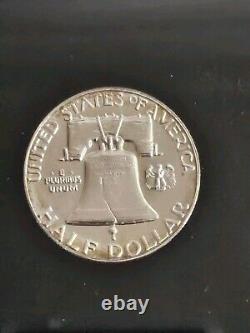 UNITED STATES OF AMERICA
E
PLURIBUS
UNUM
HALF DOLLAR